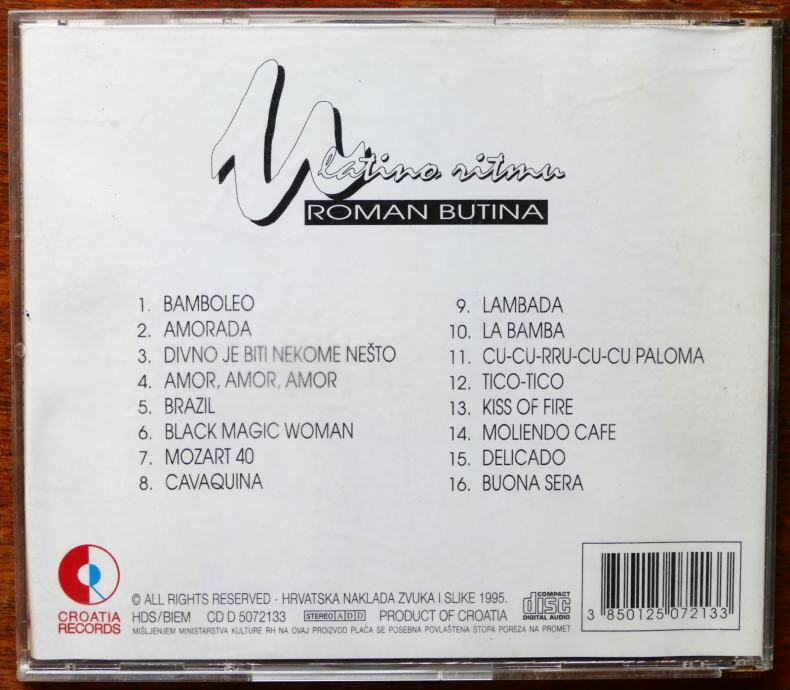 U latino ritmu
ROMAN BUTINA
1. BAMBOLEO
2. AMORADA
3. DIVNO JE BITI NEKOME NEŠTO
4. AMOR, AMOR, AMOR
5. BRAZIL
6. BLACK MAGIC WOMAN
7. MOZART 40
8. CAVAQUINA
9. LAMBADA
10. LA BAMBA
11. CU-CU-RRU-CU-CU PALOMA
12. TICO-TICO
13. KISS OF FIRE
14. MOLIENDO CAFE
15. DELICADO
16. BUONA SERA
CROATIA
RECORDS
© ALL RIGHTS RESERVED - HRVATSKA NAKLADA ZVUKA I SLIKE 1995.
HDS/BIEM CD D 5072133 STEREO ADD PRODUCT OF CROATIA
MIŠLJENJEM MINISTARSTVA KULTURE RH NA OVAJ PROIZVOD PLAĆA SE POSEBNA POVLAŠTENA STOPA POREZA NA PROMET
COMPACT
disc
DIGITAL AUDIO
3 850125 072133